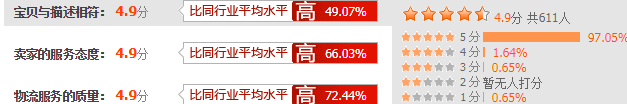 宝贝与描述相符： 4.9分 比同行业平均水平 高 49.07%
卖家的服务态度： 4.9分 比同行业平均水平 高 66.03%
物流服务的质量： 4.9分 比同行业平均水平 高 72.44%
4.9分 共611人
5分 97.05%
4分 1.64%
3分 0.65%
2分 暂无人打分
1分 0.65%